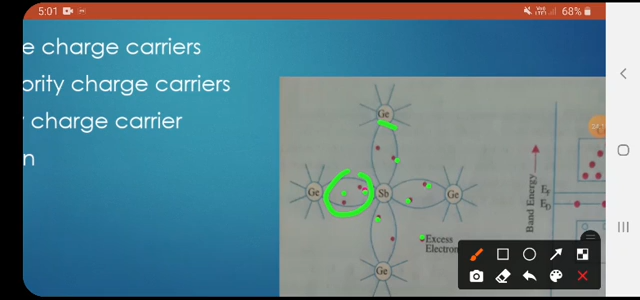 5:01
68%
e charge carriers
ority charge carriers
charge carrier
n
Ge
Ge
Sb
Ge
Ge
Excess
Electron
Band Energy
E
E